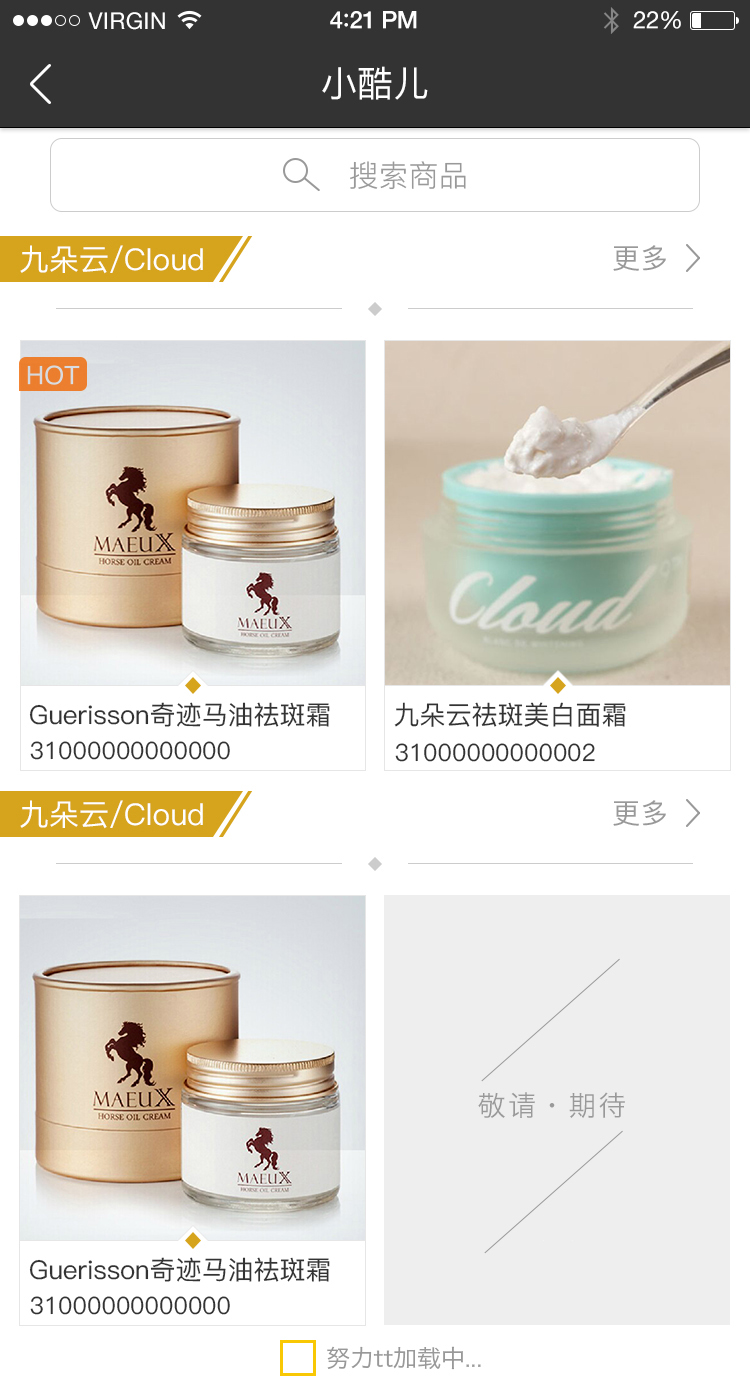 VIRGIN 4:21 PM 22%
小酷儿
搜索商品
九朵云/Cloud 更多
HOT
MAEUX
HORSE OIL CREAM
MAEUX
HORSE OIL CREAM
Cloud
Guerisson奇迹马油祛斑霜
31000000000000
九朵云祛斑美白面霜
31000000000002
九朵云/Cloud 更多
MAEUX
HORSE OIL CREAM
MAEUX
HORSE OIL CREAM
敬请·期待
Guerisson奇迹马油祛斑霜
31000000000000
努力tt加载中...